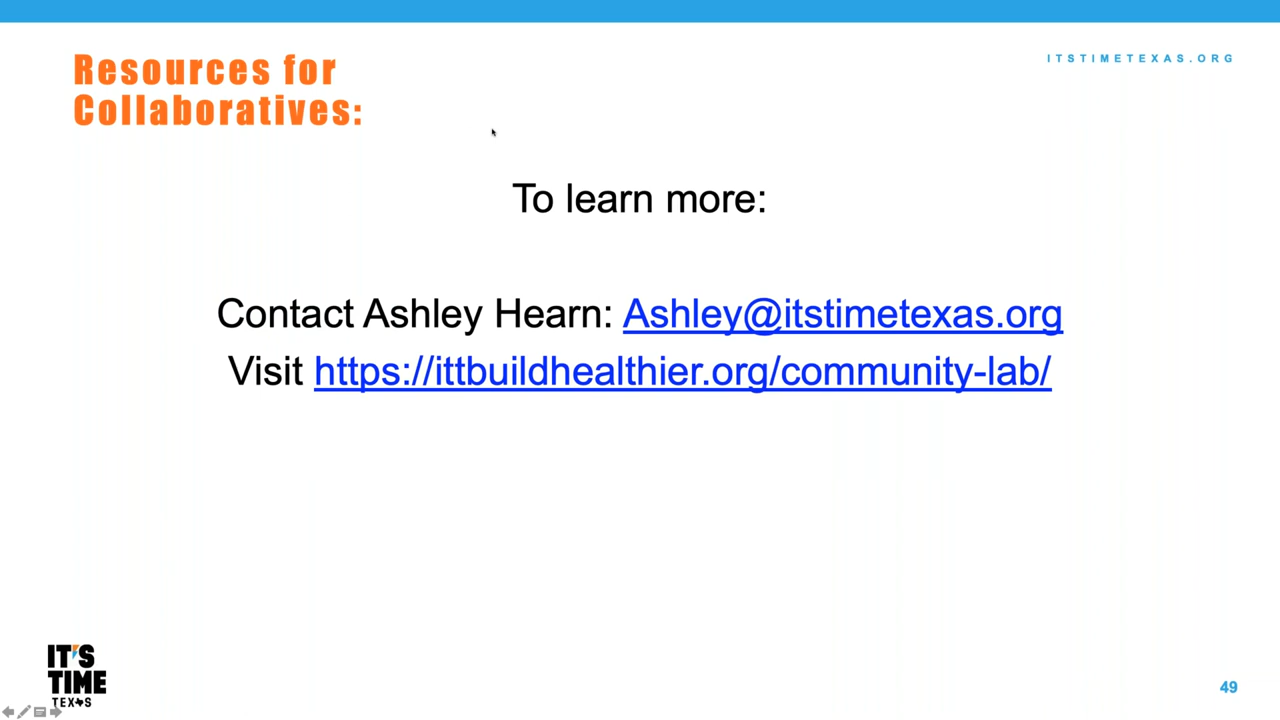 Resources for
Collaboratives:
ITSTIMETEXAS.ORG
To learn more:
Contact Ashley Hearn: Ashley@itstimetexas.org
Visit https://ittbuildhealthier.org/community-lab/
IT'S
TIME
TEXAS
49